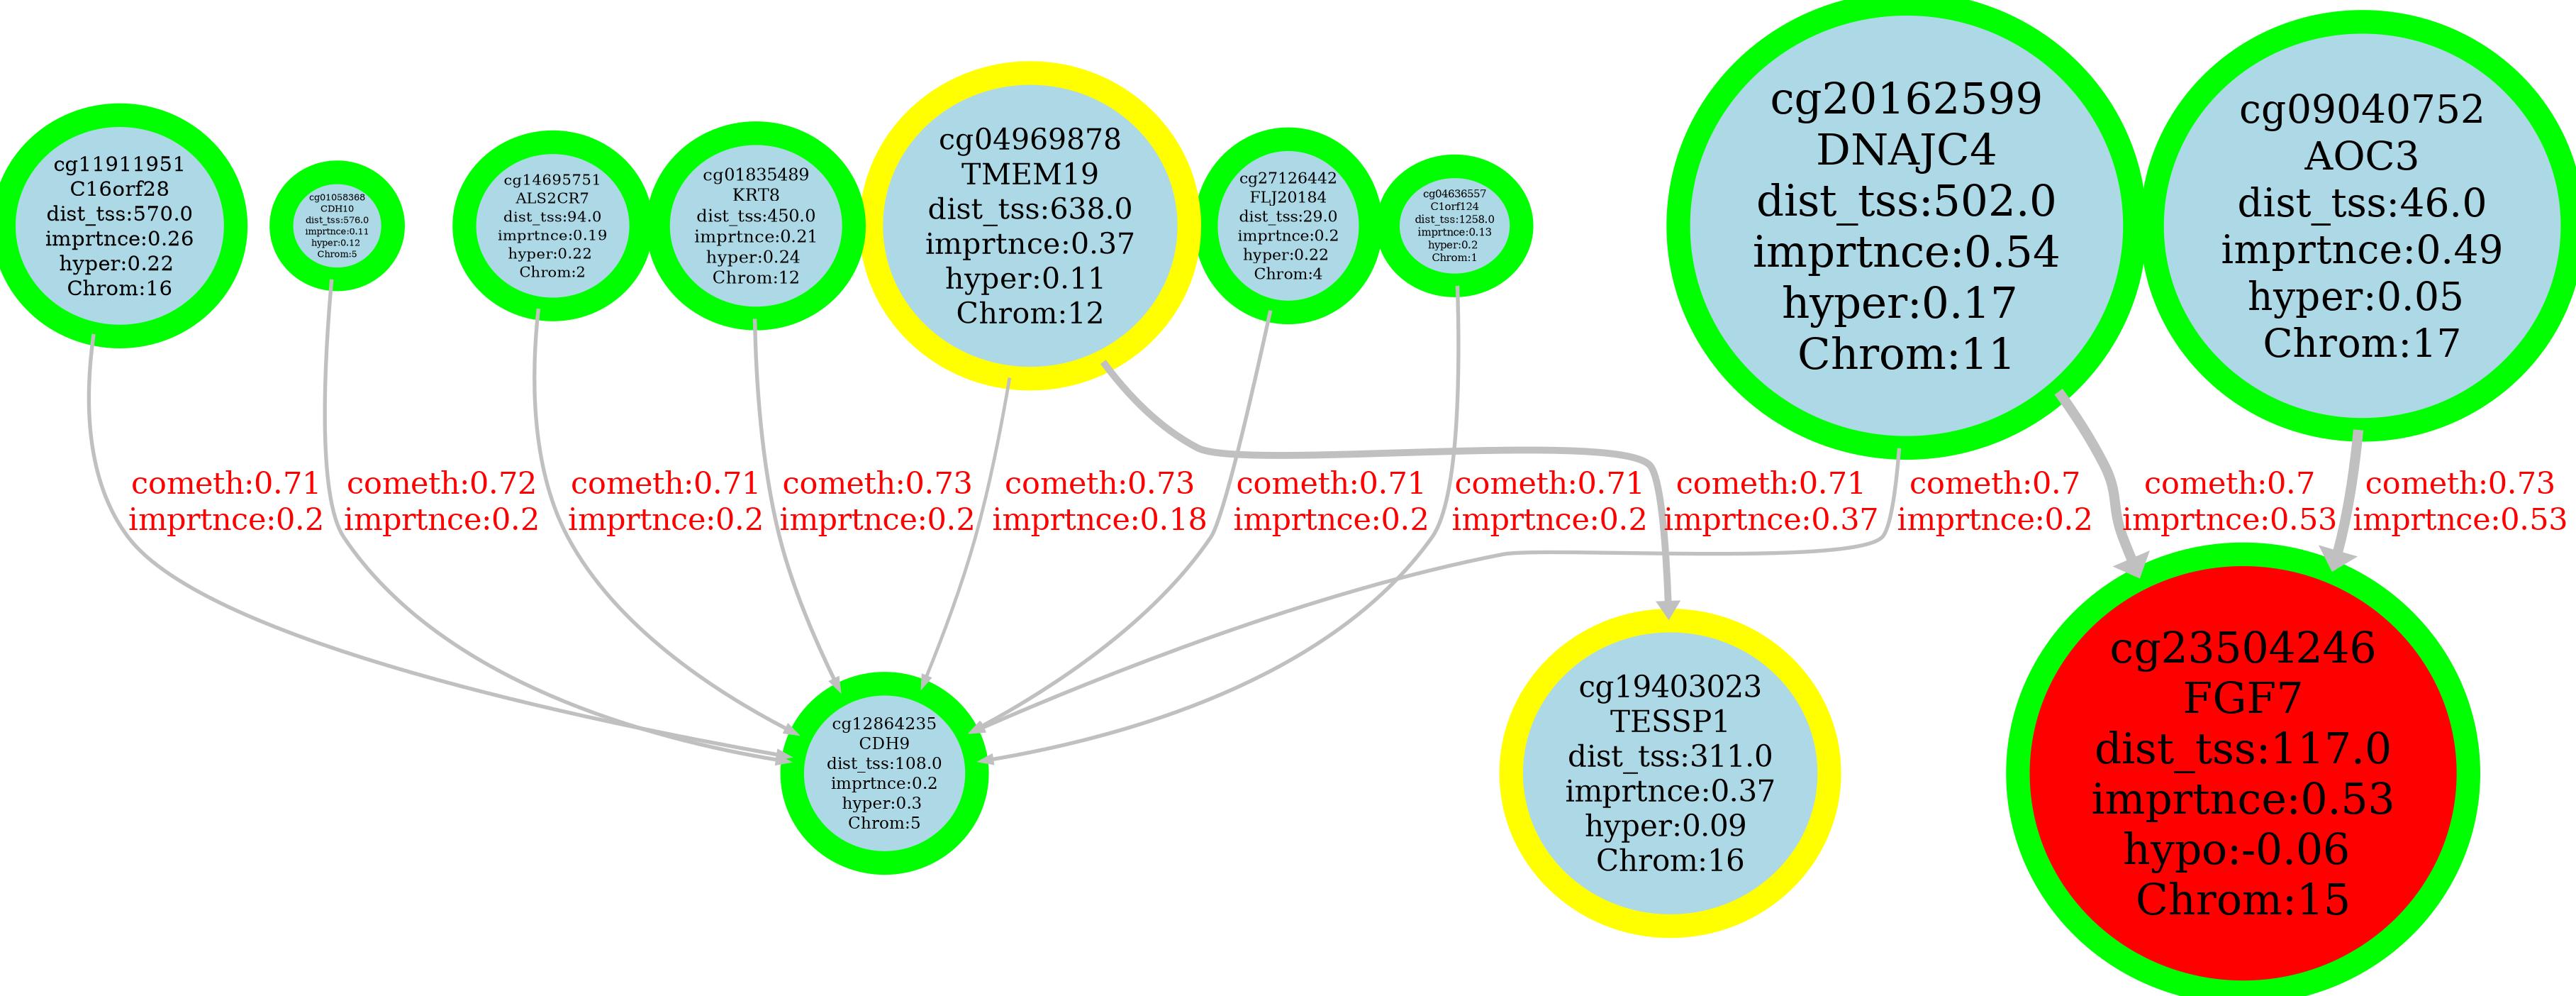 cg11911951
C16orf28
dist_tss:570.0
imprtnce:0.26
hyper:0.22
Chrom:16
cg01058368
CDH10
dist_tss:576.0
imprtnce:0.11
hyper:0.12
Chrom:5
cg14695751
ALS2CR7
dist_tss:94.0
imprtnce:0.19
hyper:0.22
Chrom:2
cg01835489
KRT8
dist_tss:450.0
imprtnce:0.21
hyper:0.24
Chrom:12
cg04969878
TMEM19
dist_tss:638.0
imprtnce:0.37
hyper:0.11
Chrom:12
cg27126442
FLJ20184
dist_tss:29.0
imprtnce:0.2
hyper:0.22
Chrom:4
cg04636557
C1orf124
dist_tss:1258.0
imprtnce:0.13
hyper:0.2
Chrom:1
cg20162599
DNAJC4
dist_tss:502.0
imprtnce:0.54
hyper:0.17
Chrom:11
cg09040752
AOC3
dist_tss:46.0
imprtnce:0.49
hyper:0.05
Chrom:17
cometh:0.71
imprtnce:0.2
cometh:0.72
imprtnce:0.2
cometh:0.71
imprtnce:0.2
cometh:0.73
imprtnce:0.2
cometh:0.73
imprtnce:0.18
cometh:0.71
imprtnce:0.2
cometh:0.71
imprtnce:0.2
cometh:0.71
imprtnce:0.37
cometh:0.7
imprtnce:0.2
cometh:0.7
imprtnce:0.53
cometh:0.73
imprtnce:0.53
cg12864235
CDH9
dist_tss:108.0
imprtnce:0.2
hyper:0.3
Chrom:5
cg19403023
TESSP1
dist_tss:311.0
imprtnce:0.37
hyper:0.09
Chrom:16
cg23504246
FGF7
dist_tss:117.0
imprtnce:0.53
hypo:-0.06
Chrom:15